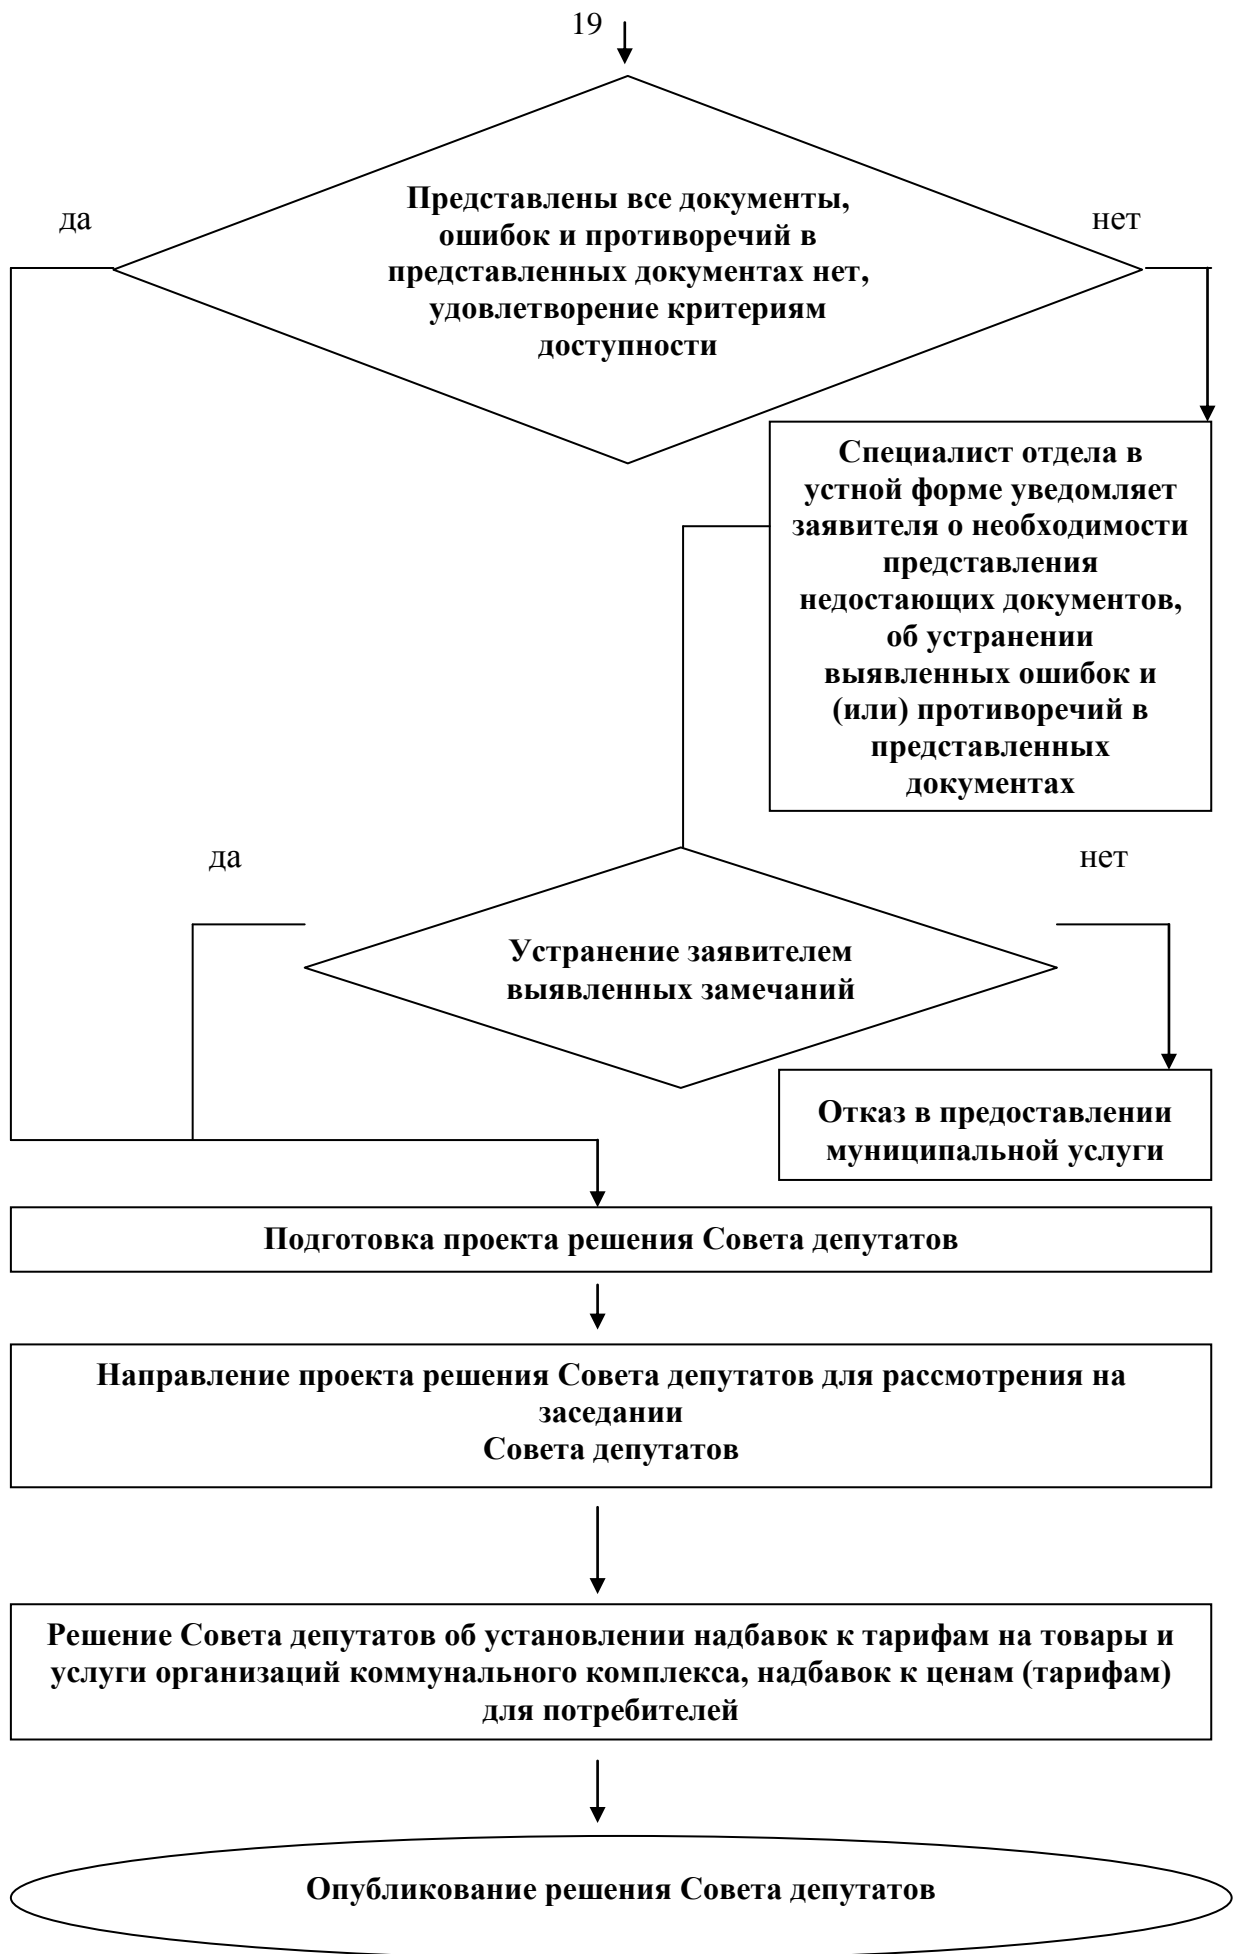 19
Представлены все документы,
ошибок и противоречий в
представленных документах нет,
удовлетворение критериям
доступности
да
нет
Специалист отдела в
устной форме уведомляет
заявителя о необходимости
представления
недостающих документов,
об устранении
выявленных ошибок и
(или) противоречий в
представленных
документах
да
нет
Устранение заявителем
выявленных замечаний
Отказ в предоставлении
муниципальной услуги
Подготовка проекта решения Совета депутатов
Направление проекта решения Совета депутатов для рассмотрения на
заседании
Совета депутатов
Решение Совета депутатов об установлении надбавок к тарифам на товары и
услуги организаций коммунального комплекса, надбавок к ценам (тарифам)
для потребителей
Опубликование решения Совета депутатов